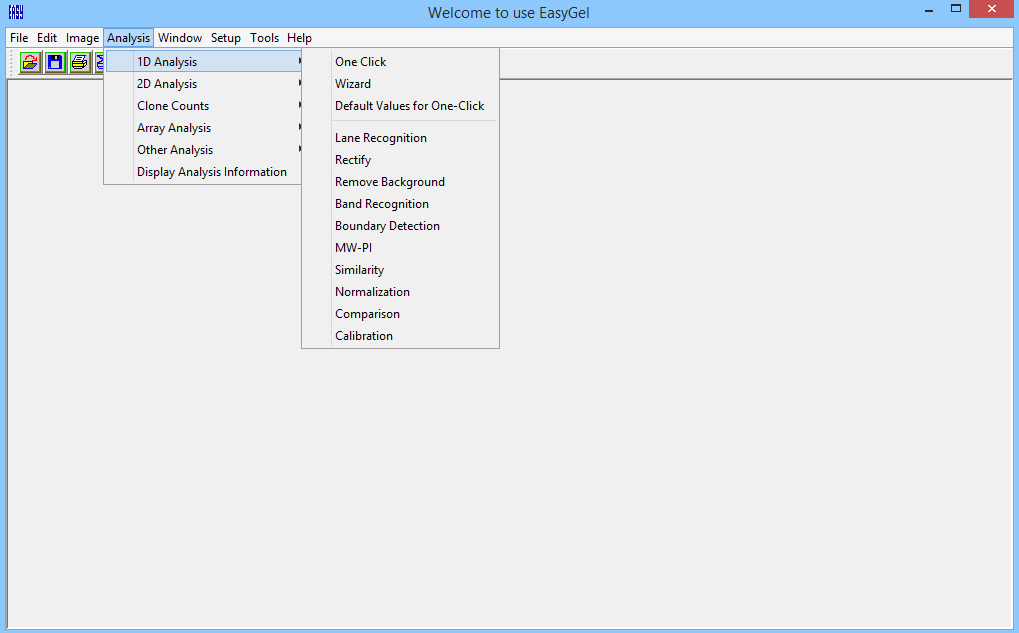 EASY
Welcome to use EasyGel
File Edit Image Analysis Window Setup Tools Help
1D Analysis
2D Analysis
Clone Counts
Array Analysis
Other Analysis
Display Analysis Information
One Click
Wizard
Default Values for One-Click
Lane Recognition
Rectify
Remove Background
Band Recognition
Boundary Detection
MW-PI
Similarity
Normalization
Comparison
Calibration